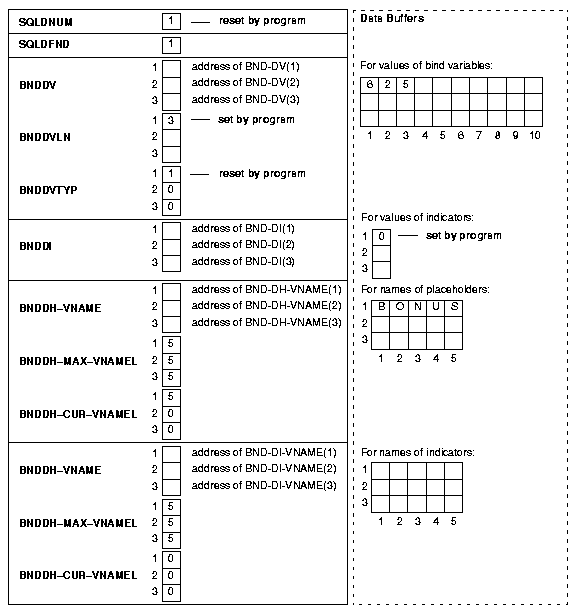 SQLDNUM 1 reset by program
SQLDFND 1
BNDDV
1 address of BND-DV(1)
2 address of BND-DV(2)
3 address of BND-DV(3)
BNDDVLN
1 3 set by program
2
3
BNDDVTYP
1 1 reset by program
2 0
3 0
BNDDI
1 address of BND-DI(1)
2 address of BND-DI(2)
3 address of BND-DI(3)
BNDDH–VNAME
1 address of BND-DH-VNAME(1)
2 address of BND-DH-VNAME(2)
3 address of BND-DH-VNAME(3)
BNDDH–MAX–VNAMEL
1 5
2 5
3 5
BNDDH–CUR–VNAMEL
1 5
2 0
3 0
BNDDH–VNAME
1 address of BND-DI-VNAME(1)
2 address of BND-DI-VNAME(2)
3 address of BND-DI-VNAME(3)
BNDDH–MAX–VNAMEL
1 5
2 5
3 5
BNDDH–CUR–VNAMEL
1 0
2 0
3 0
Data Buffers
For values of bind variables:
6 2 5
1 2 3 4 5 6 7 8 9 10
For values of indicators:
1 0 set by program
2
3
For names of placeholders:
1 B O N U S
2
3
1 2 3 4 5
For names of indicators:
1
2
3
1 2 3 4 5